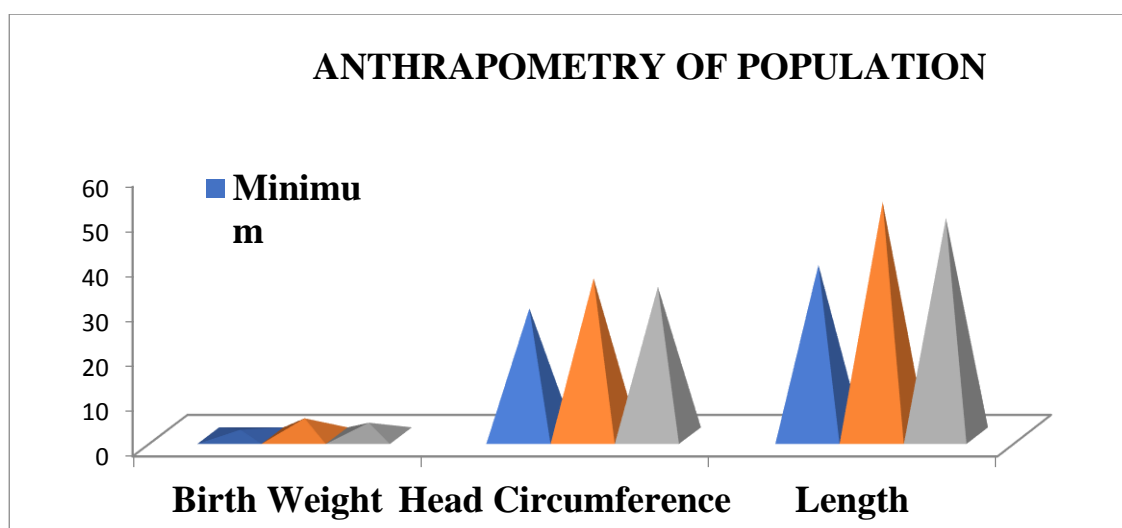 ANTHRAPOMETRY OF POPULATION
60
50
40
30
20
10
0
Minimu
m
Birth Weight Head Circumference Length